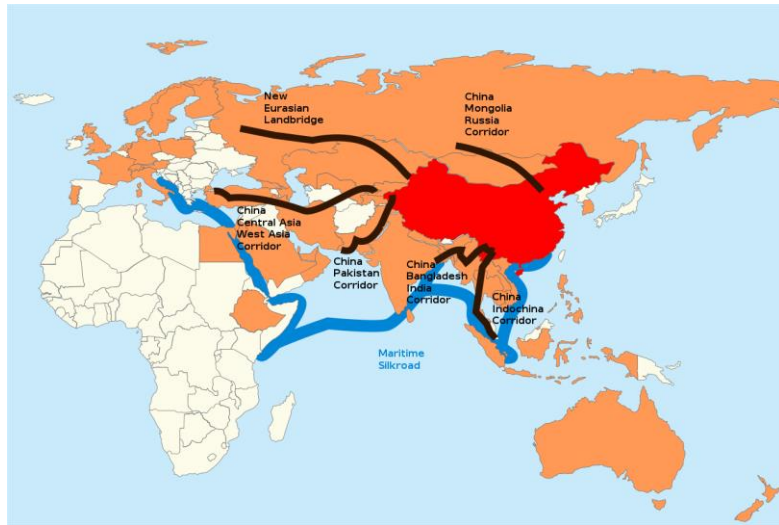 New
Eurasian
Landbridge
China
Mongolia
Russia
Corridor
China
Central Asia
West Asia
Corridor
China
Pakistan
Corridor
China
Bangladesh
India
Corridor
China
Indochina
Corridor
Maritime
Silkroad